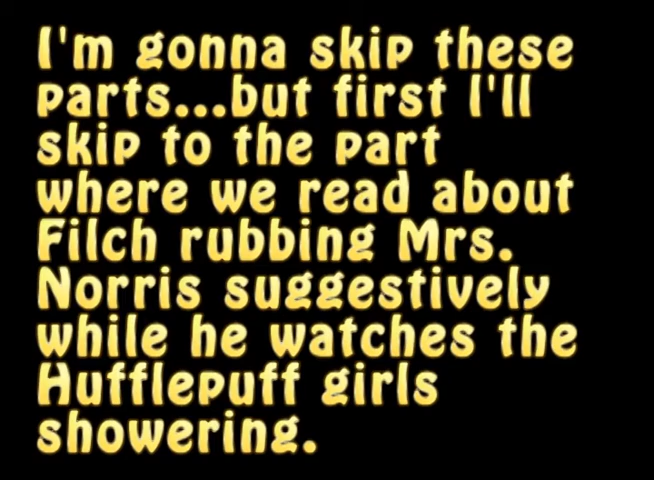 I'm gonna skip these
parts...but first I'll
skip to the part
where we read about
Filch rubbing Mrs.
Norris suggestively
while he watches the
Hufflepuff girls
showering.